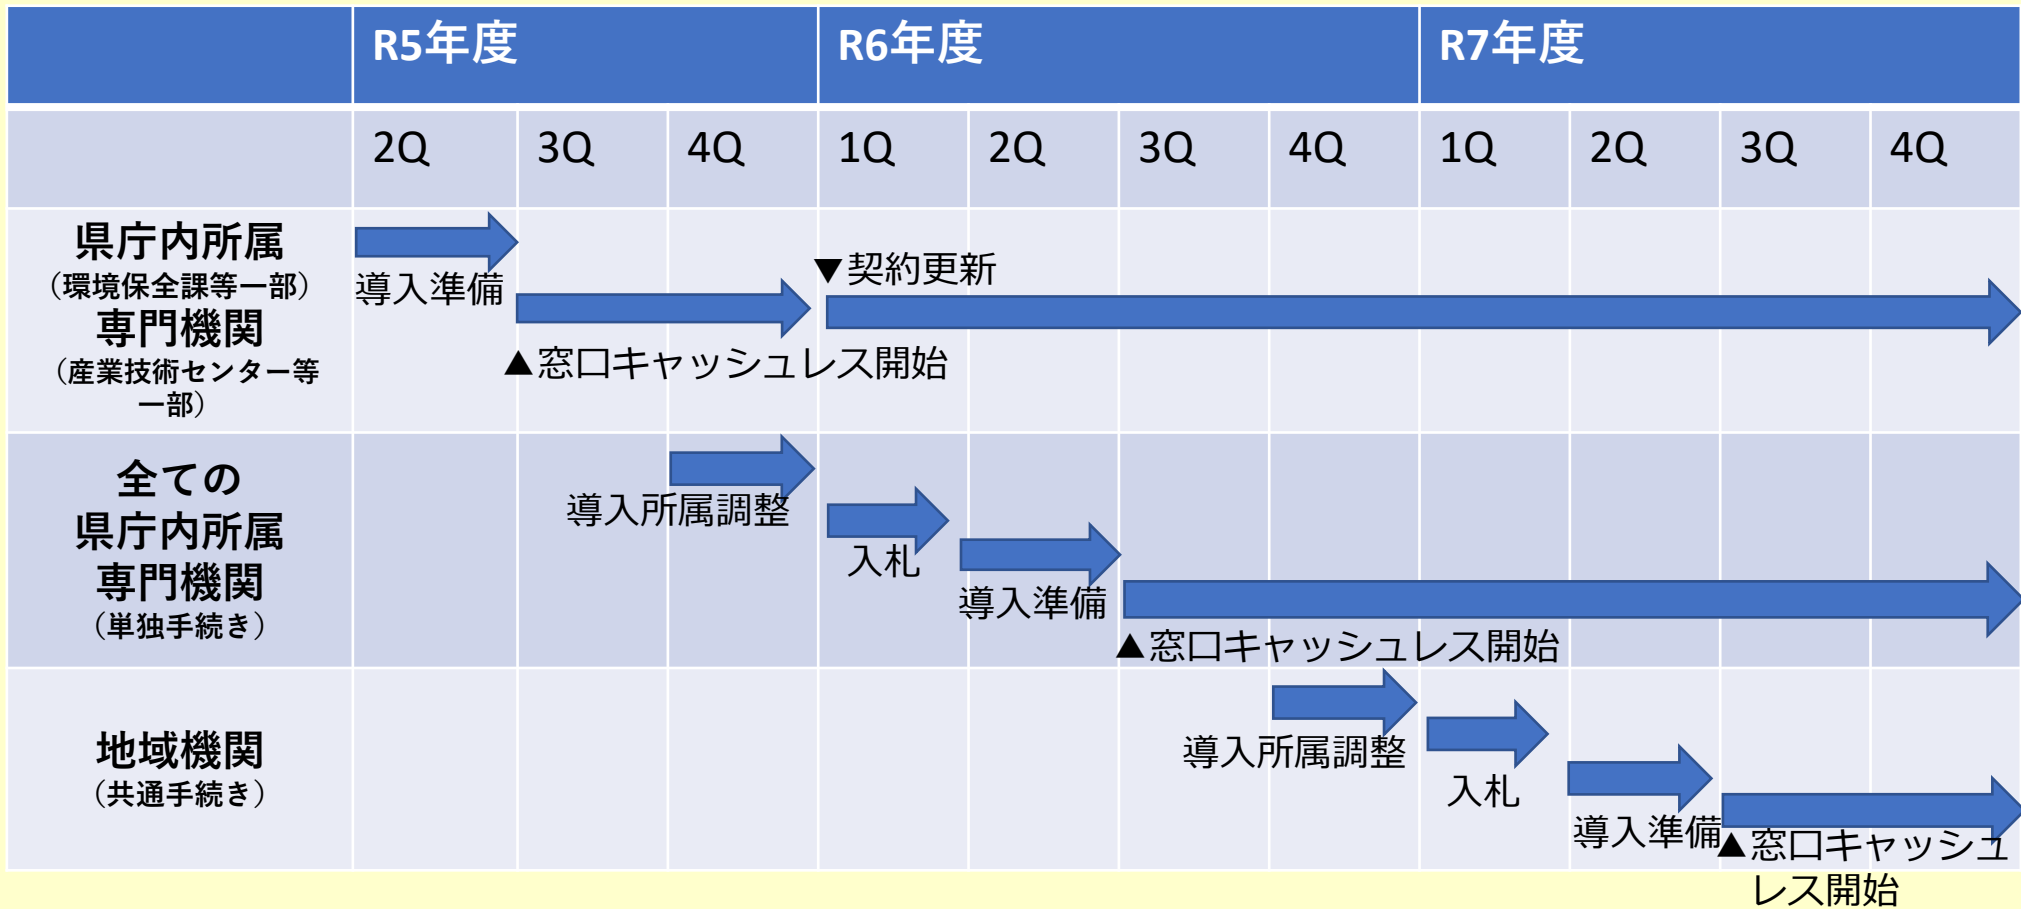 R5年度 R6年度 R7年度
2Q 3Q 4Q 1Q 2Q 3Q 4Q 1Q 2Q 3Q 4Q
県庁内所属
（環境保全課等一部）
専門機関
（産業技術センター等
一部）
導入準備
▼契約更新
▲窓口キャッシュレス開始
全ての
県庁内所属
専門機関
（単独手続き）
導入所属調整
入札
導入準備
▲窓口キャッシュレス開始
地域機関
（共通手続き）
導入所属調整
入札
導入準備
▲窓口キャッシュ
レス開始